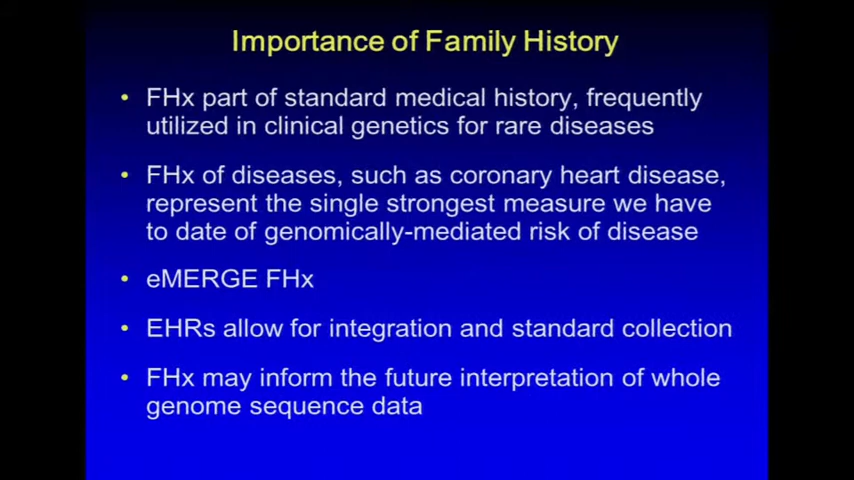 Importance of Family History
• FHx part of standard medical history, frequently
utilized in clinical genetics for rare diseases
• FHx of diseases, such as coronary heart disease,
represent the single strongest measure we have
to date of genomically-mediated risk of disease
• eMERGE FHx
• EHRs allow for integration and standard collection
• FHx may inform the future interpretation of whole
genome sequence data